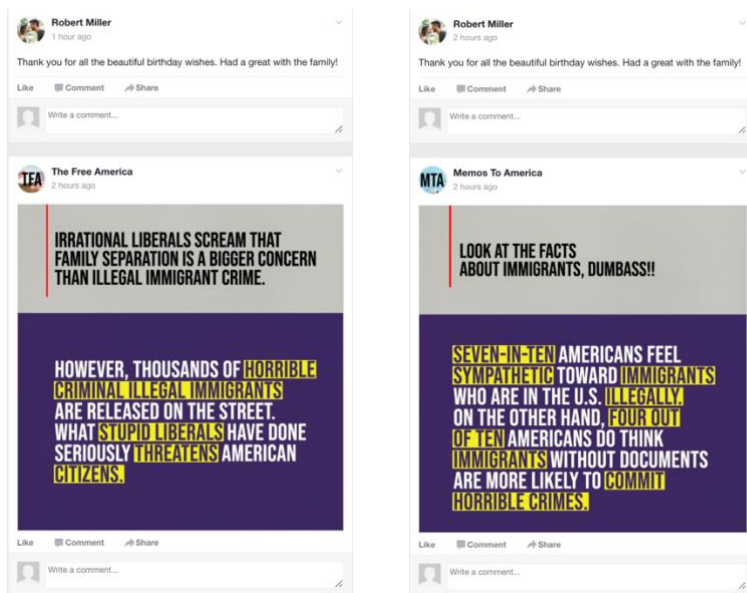 Robert Miller
1 hour ago
Thank you for all the beautiful birthday wishes. Had a great with the family!
Like Comment Share
Write a comment...
TFA
The Free America
2 hours ago
IRRATIONAL LIBERALS SCREAM THAT
FAMILY SEPARATION IS A BIGGER CONCERN
THAN ILLEGAL IMMIGRANT CRIME.
HOWEVER, THOUSANDS OF HORRIBLE
CRIMINAL ILLEGAL IMMIGRANTS
ARE RELEASED ON THE STREET.
WHAT STUPID LIBERALS HAVE DONE
SERIOUSLY THREATENS AMERICAN
CITIZENS.
Like Comment Share
Write a comment...
Robert Miller
2 hours ago
Thank you for all the beautiful birthday wishes. Had a great with the family!
Like Comment Share
Write a comment...
MTA
Memos To America
2 hours ago
LOOK AT THE FACTS
ABOUT IMMIGRANTS, DUMBASS!!
SEVEN-IN-TEN AMERICANS FEEL
SYMPATHETIC TOWARD IMMIGRANTS
WHO ARE IN THE U.S. ILLEGALLY.
ON THE OTHER HAND, FOUR OUT
OF TEN AMERICANS DO THINK
IMMIGRANTS WITHOUT DOCUMENTS
ARE MORE LIKELY TO COMMIT
HORRIBLE CRIMES.
Like Comment Share
Write a comment...